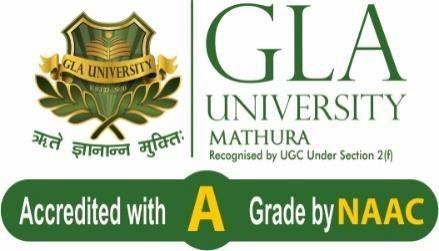 GLA UNIVERSITY
ऋते ज्ञानान्न मुक्तिः
GLA
UNIVERSITY
MATHURA
Recognised by UGC Under Section 2(f)
Accredited with A Grade by NAAC